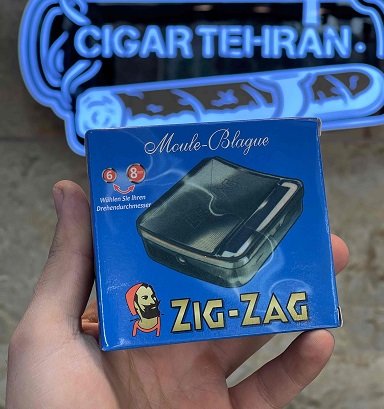 CIGAR TEHRAN
Moule-Blague
6 8
Wählen Sie Ihren
Drehendurchmesser
ZIG-ZAG